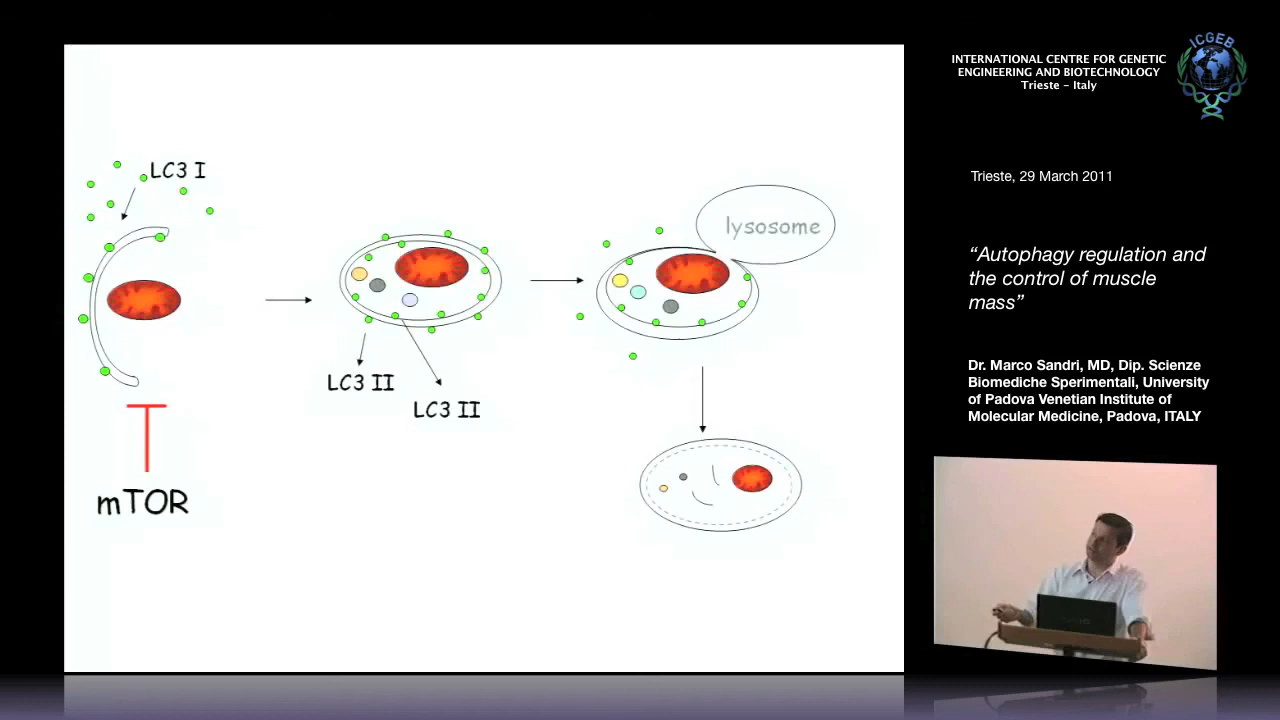 LC3 I
lysosome
LC3 II
LC3 II
mTOR
INTERNATIONAL CENTRE FOR GENETIC
ENGINEERING AND BIOTECHNOLOGY
Trieste - Italy
ICGEB
Trieste, 29 March 2011
“Autophagy regulation and
the control of muscle
mass”
Dr. Marco Sandri, MD, Dip. Scienze
Biomediche Sperimentali, University
of Padova Venetian Institute of
Molecular Medicine, Padova, ITALY